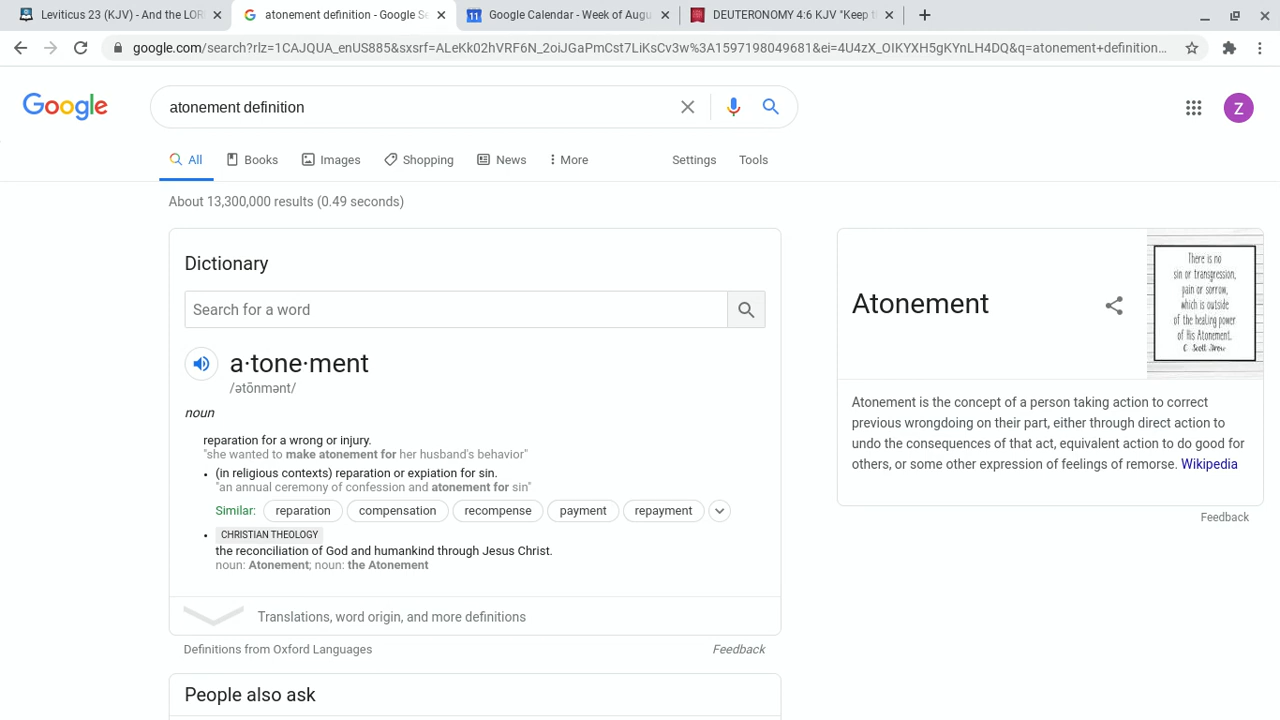 Leviticus 23 (KJV) - And the LOR
atonement definition - Google Se
Google Calendar - Week of Augu
DEUTERONOMY 4:6 KJV "Keep t
google.com/search?rlz=1CAJQUA_enUS885&sxsrf=ALeKk02hVRF6N_2oiJGaPmCst7LiKsCv3w%3A1597198049681&ei=4U4zX_OIKYXH5gKYnLH4DQ&q=atonement+definition...
Google
atonement definition
Z
All
Books
Images
Shopping
News
More
Settings
Tools
About 13,300,000 results (0.49 seconds)
Dictionary
Search for a word
a·tone·ment
/ətōnmənt/
noun
reparation for a wrong or injury.
"she wanted to make atonement for her husband's behavior"
• (in religious contexts) reparation or expiation for sin.
"an annual ceremony of confession and atonement for sin"
Similar: reparation compensation recompense payment repayment
• CHRISTIAN THEOLOGY
the reconciliation of God and humankind through Jesus Christ.
noun: Atonement; noun: the Atonement
Translations, word origin, and more definitions
Definitions from Oxford Languages
Feedback
People also ask
Atonement
There is no
sin or transgression,
pain or sorrow,
which is outside
of the healing power
of His Atonement.
Atonement is the concept of a person taking action to correct
previous wrongdoing on their part, either through direct action to
undo the consequences of that act, equivalent action to do good for
others, or some other expression of feelings of remorse. Wikipedia
Feedback